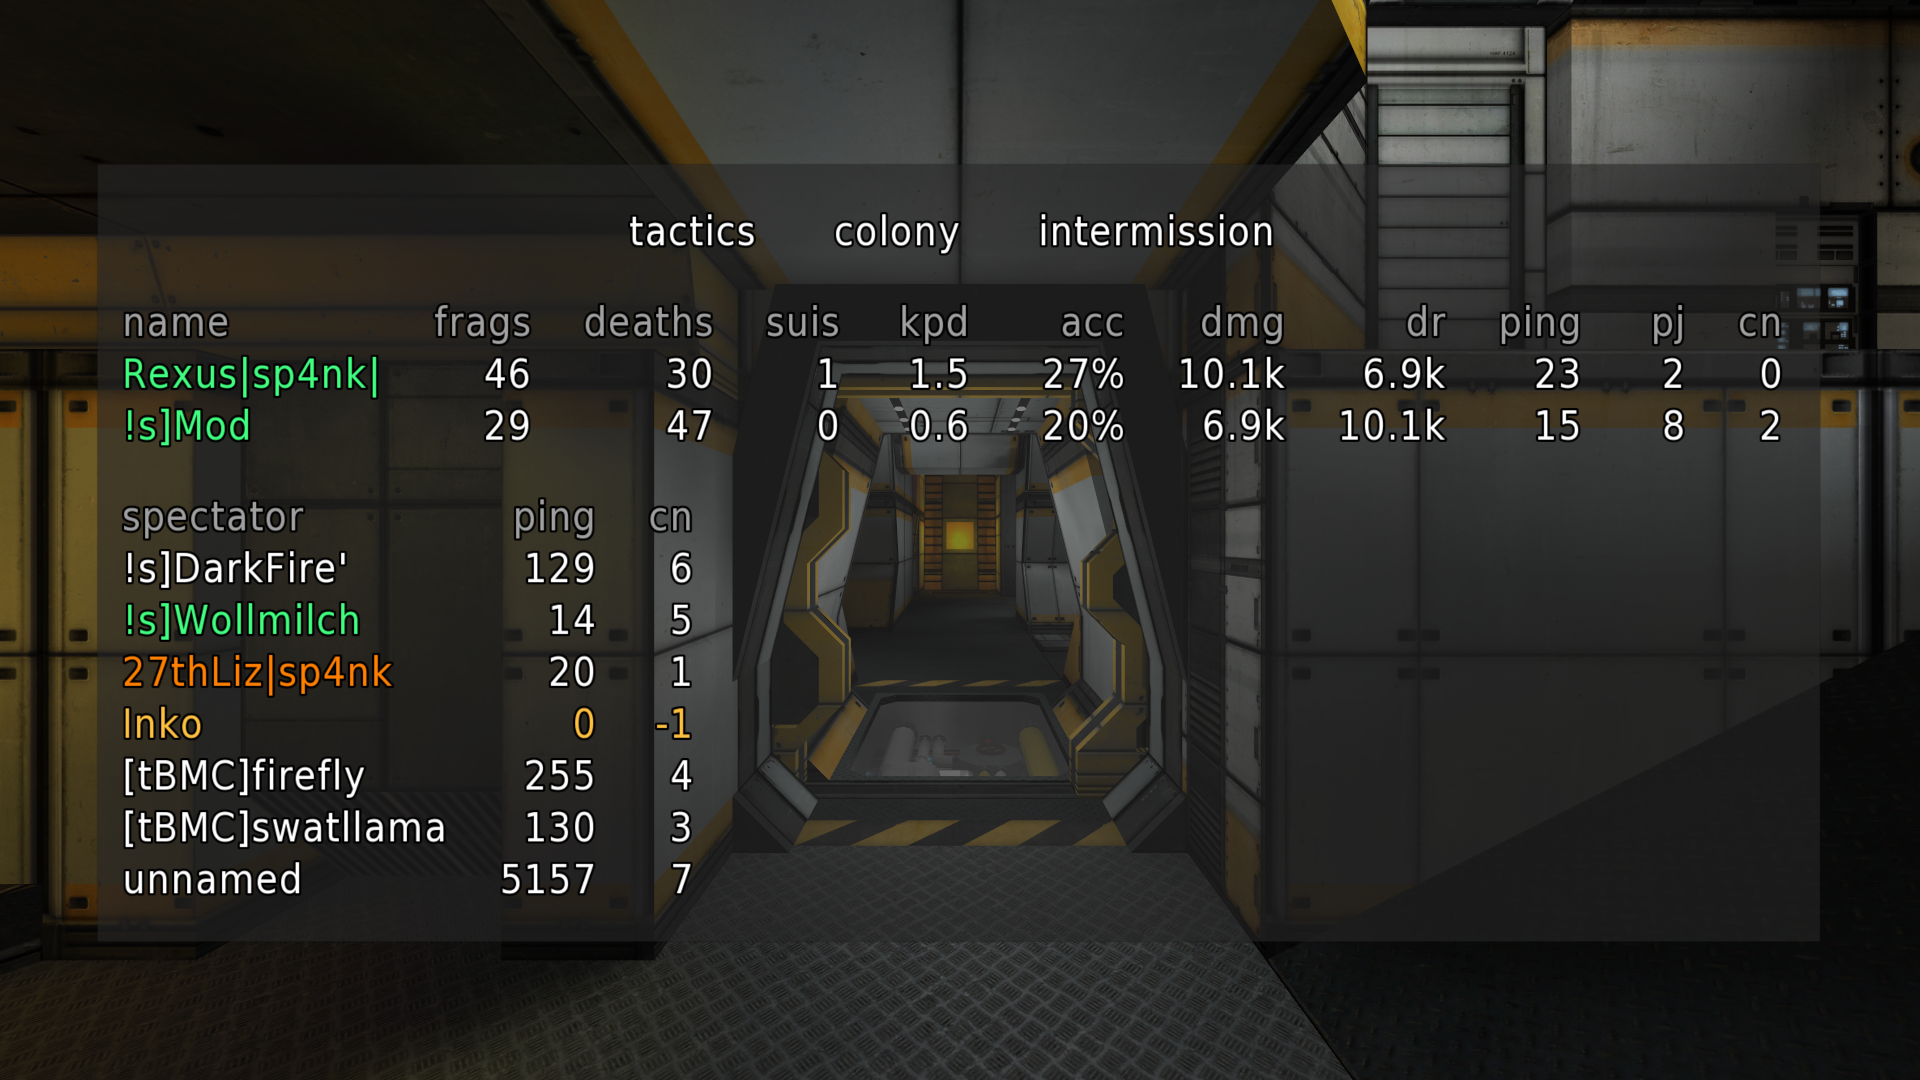 tactics colony intermission
name frags deaths suis kpd acc dmg dr ping pj cn
Rexus|sp4nk| 46 30 1 1.5 27% 10.1k 6.9k 23 2 0
!s]Mod 29 47 0 0.6 20% 6.9k 10.1k 15 8 2
spectator ping cn
!s]DarkFire' 129 6
!s]Wollmilch 14 5
27thLiz|sp4nk 20 1
Inko 0 -1
[tBMC]firefly 255 4
[tBMC]swatllama 130 3
unnamed 5157 7